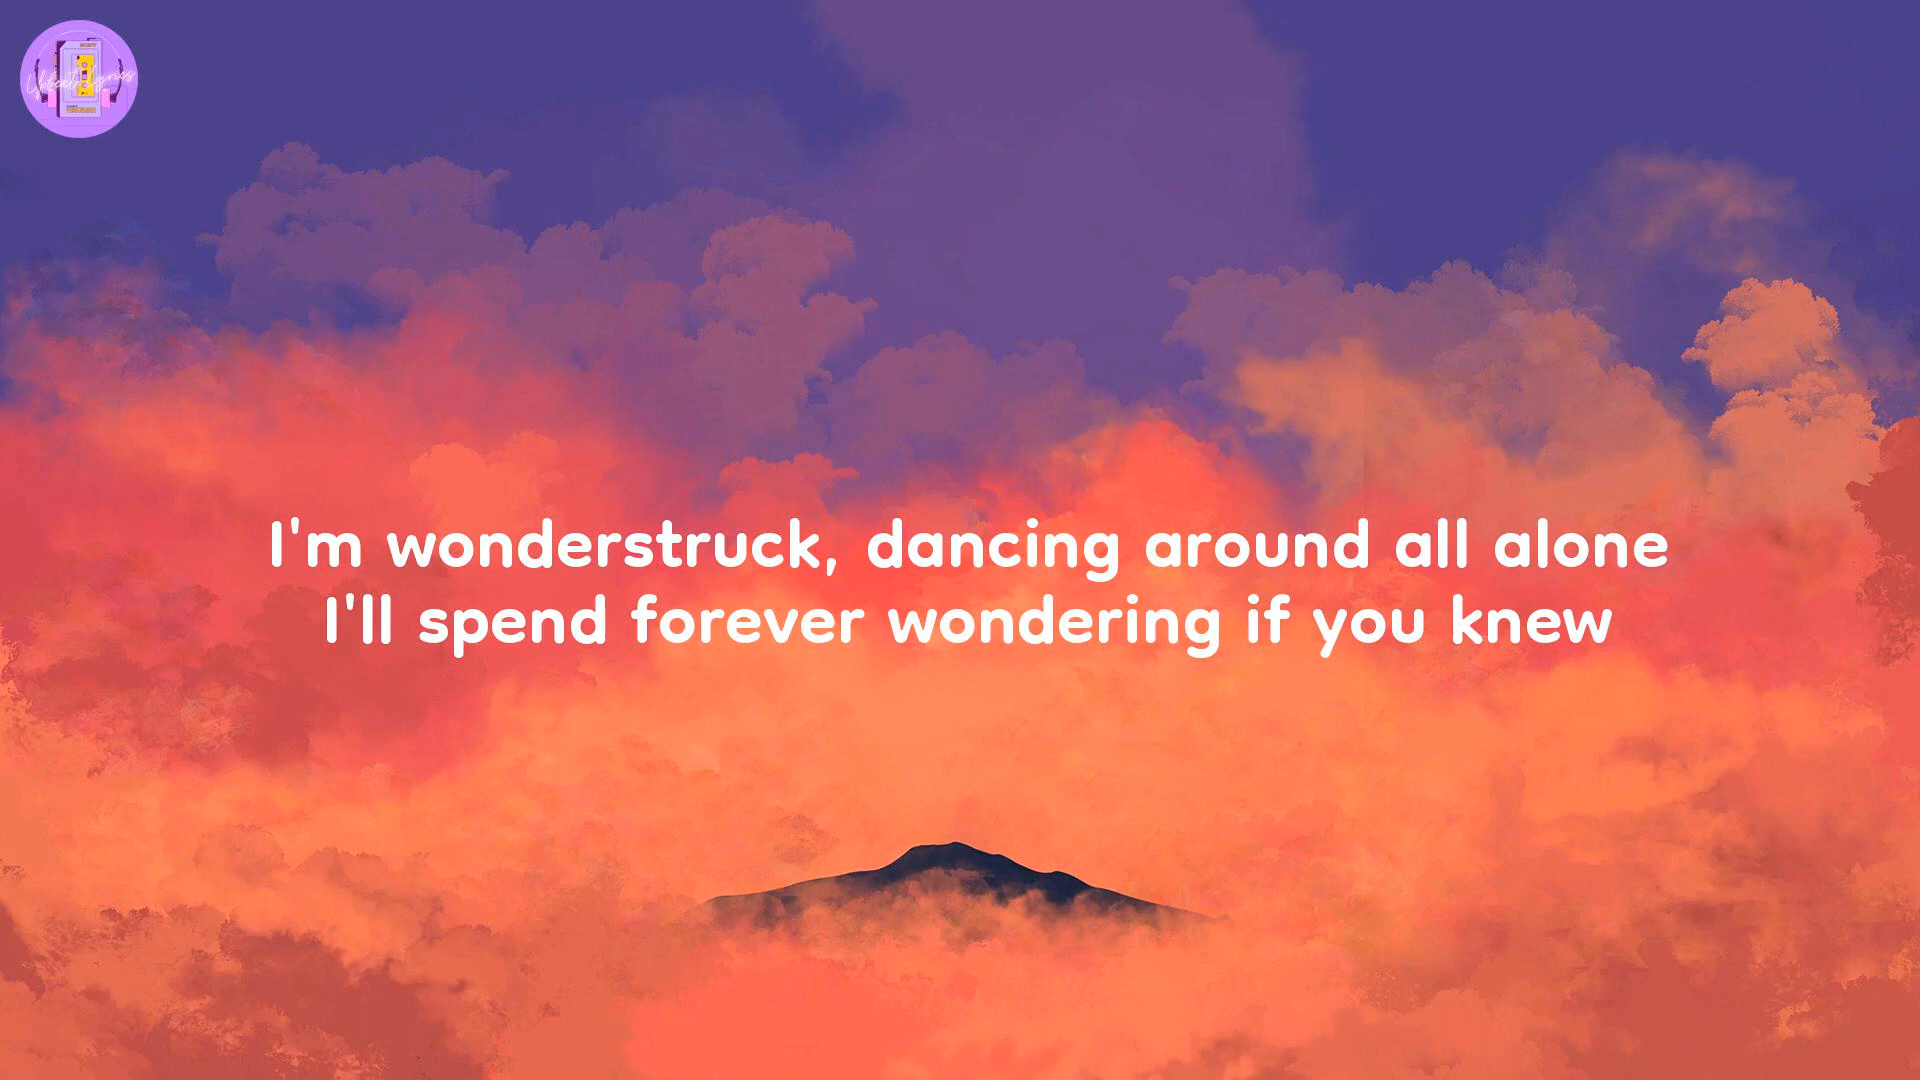 I'm wonderstruck, dancing around all alone
I'll spend forever wondering if you knew